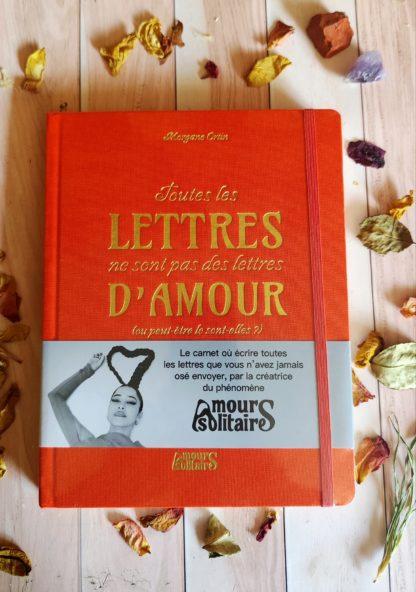 Morgane Ortin
Toutes les
LETTRES
ne sont pas des lettres
D'AMOUR
(ou peut-être le sont-elles ?)
Le carnet où écrire toutes
les lettres que vous n'avez jamais
osé envoyer, par la créatrice
du phénomène
Amours
Solitaires
Amours
Solitaires